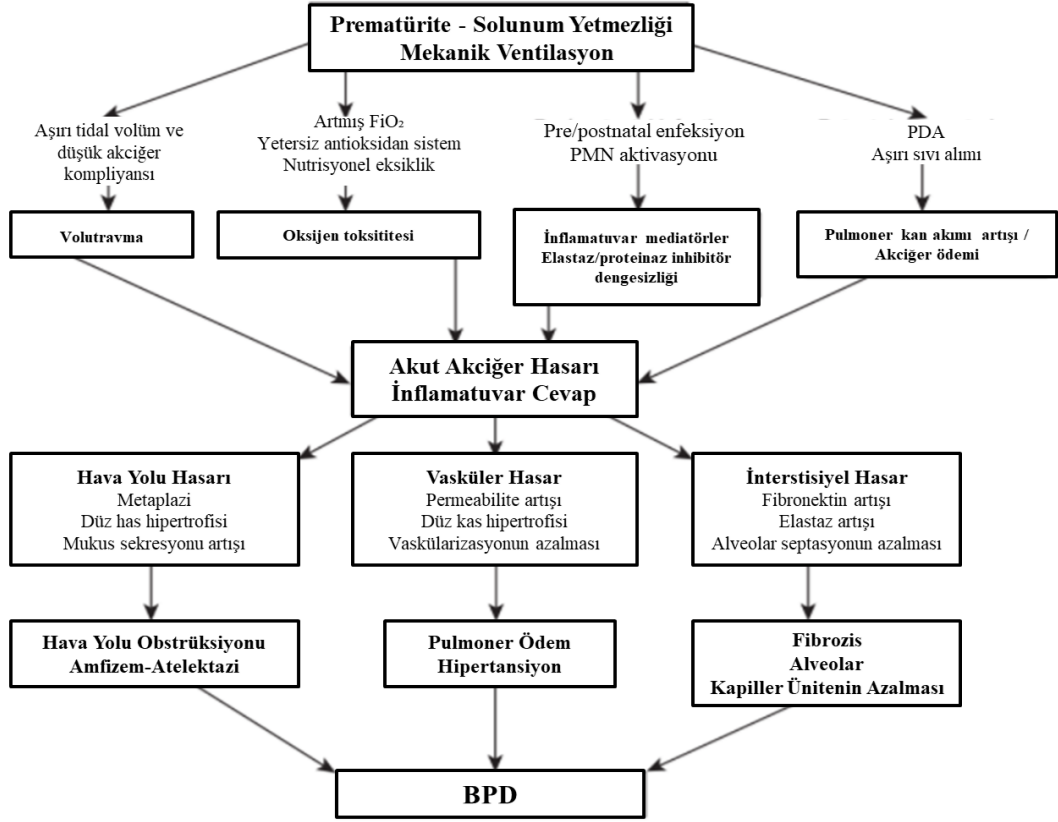 Prematürite - Solunum Yetmezliği
Mekanik Ventilasyon
Aşırı tidal volüm ve
düşük akciğer
kompliyansı
Artmış FiO₂
Yetersiz antioksidan sistem
Nutrisyonel eksiklik
Pre/postnatal enfeksiyon
PMN aktivasyonu
PDA
Aşırı sıvı alımı
Volutravma
Oksijen toksititesi
İnflamatuvar mediatörler
Elastaz/proteinaz inhibitör
dengesizliği
Pulmoner kan akımı artışı /
Akciğer ödemi
Akut Akciğer Hasarı
İnflamatuvar Cevap
Hava Yolu Hasarı
Metaplazi
Düz has hipertrofisi
Mukus sekresyonu artışı
Vasküler Hasar
Permeabilite artışı
Düz kas hipertrofisi
Vaskülarizasyonun azalması
İnterstisiyel Hasar
Fibronektin artışı
Elastaz artışı
Alveolar septasyonun azalması
Hava Yolu Obstrüksiyonu
Amfizem-Atelektazi
Pulmoner Ödem
Hipertansiyon
Fibrozis
Alveolar
Kapiller Ünitenin Azalması
BPD